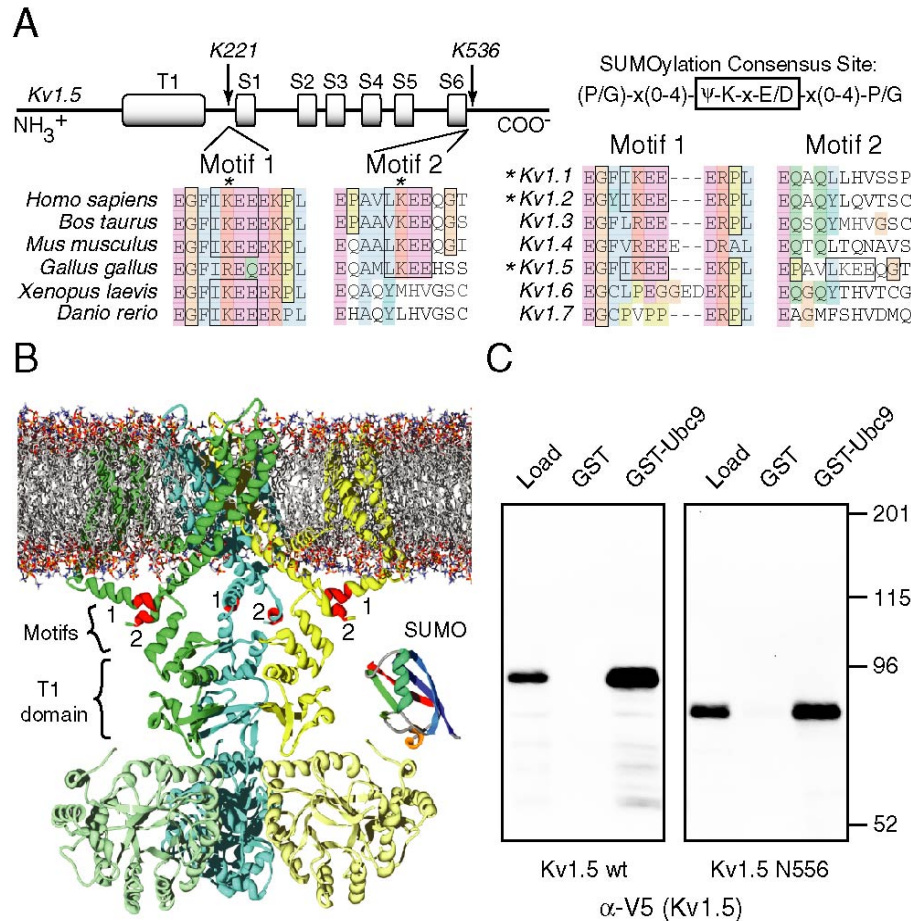 A
K221
K536
Kv1.5
T1
S1
S2
S3
S4
S5
S6
NH3+
COO-
SUMOylation Consensus Site:
(P/G)-x(0-4)-Ψ-K-x-E/D-x(0-4)-P/G
Motif 1 Motif 2
* *
Homo sapiens EGFIKEEEKPL EPAVLKEEQGT
Bos taurus EGFIKEEEKPL
Mus musculus EGFIKEEEKPL EQAALKEEQGI
Gallus gallus EGFIREQEKPL EQAMLKEEHSS
Xenopus laevis EGFIKEEERPL EQAQYMHVGSC
Danio rerio EGFIKEEERPL EHAQYLHVGSC
Motif 1 Motif 2
*Kv1.1 EGFIKEE---ERPL EQAQLLHVSSP
*Kv1.2 EGYIKEE---ERPL EQAQYLQVTSC
Kv1.3 EQSQYMHVGSC
Kv1.4 EGFVREEE--DRAL EQTQLTQNAVS
*Kv1.5 EGFIKEE---EKPL EPAVLKEEQGT
Kv1.6 EGCLPEGGEDERPL EQGQYTHVTCG
Kv1.7 EGCPVPP---ERPL EAGMFSHVDMQ
B
1
2
1
2
1
2
Motifs
T1
domain
SUMO
C
Load
GST
GST-Ubc9
Load
GST
GST-Ubc9
201
115
96
52
Kv1.5 wt
Kv1.5 N556
α-V5 (Kv1.5)